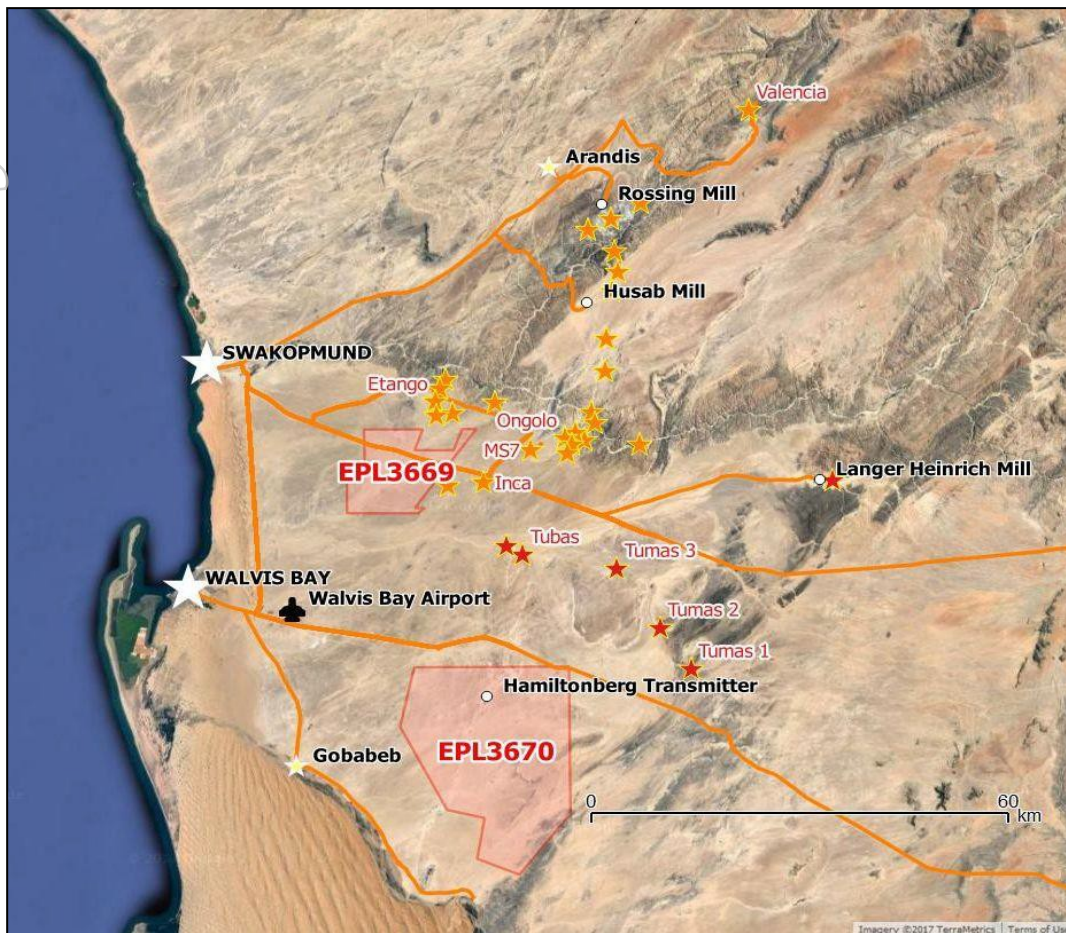 Valencia
Arandis
Rossing Mill
Husab Mill
SWAKOPMUND
Etango
Ongolo
MS7
EPL3669
Langer Heinrich Mill
Inca
Tubas
Tumas 3
WALVIS BAY
Walvis Bay Airport
Tumas 2
Tumas 1
Hamiltonberg Transmitter
EPL3670
Gobabeb
0 60
km
Imagery ©2017 TerraMetrics | Terms of Use